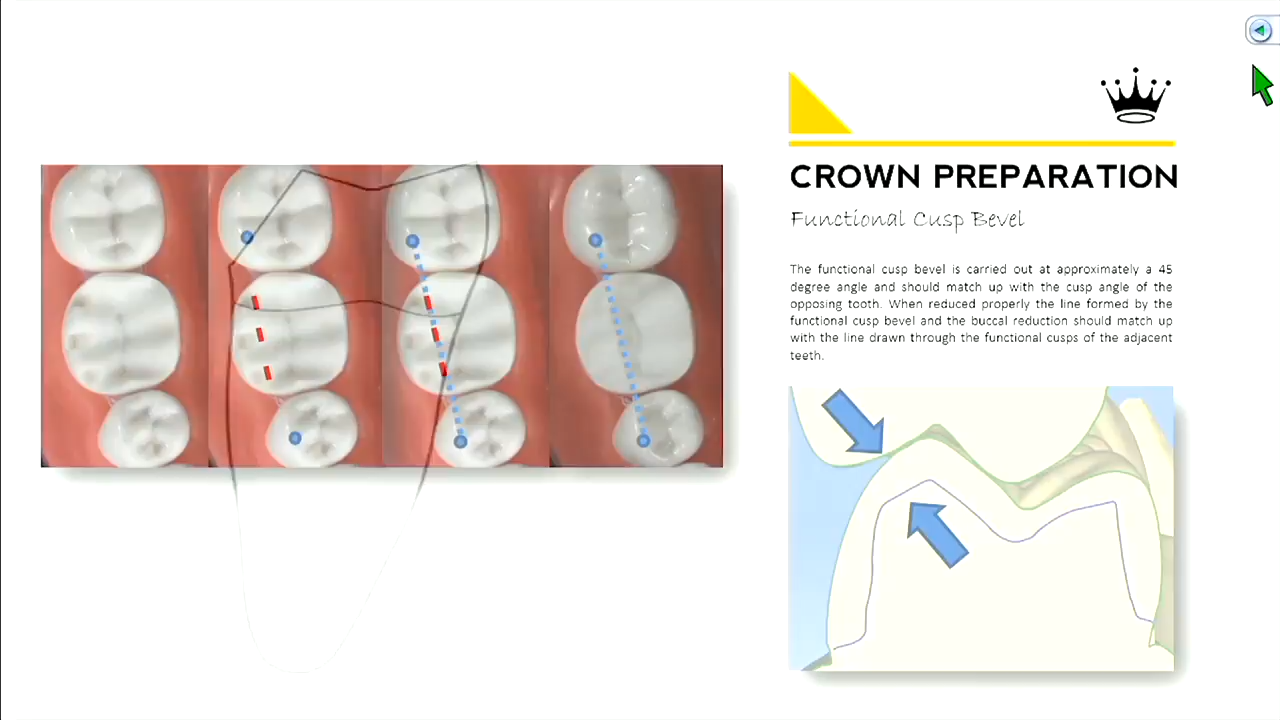 CROWN PREPARATION
Functional Cusp Bevel
The functional cusp bevel is carried out at approximately a 45
degree angle and should match up with the cusp angle of the
opposing tooth. When reduced properly the line formed by the
functional cusp bevel and the buccal reduction should match up
with the line drawn through the functional cusps of the adjacent
teeth.